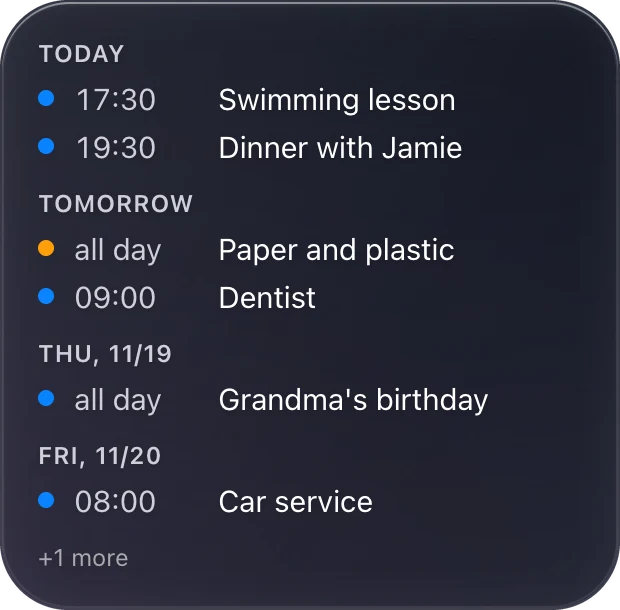 TODAY
17:30 Swimming lesson
19:30 Dinner with Jamie
TOMORROW
all day Paper and plastic
09:00 Dentist
THU, 11/19
all day Grandma's birthday
FRI, 11/20
08:00 Car service
+1 more